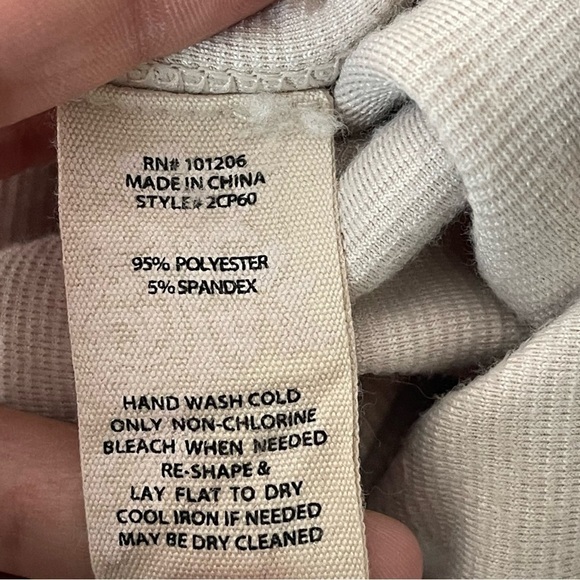 RN# 101206
MADE IN CHINA
STYLE# 2CP60
95% POLYESTER
5% SPANDEX
HAND WASH COLD
ONLY NON-CHLORINE
BLEACH WHEN NEEDED
RE-SHAPE &
LAY FLAT TO DRY
COOL IRON IF NEEDED
MAY BE DRY CLEANED